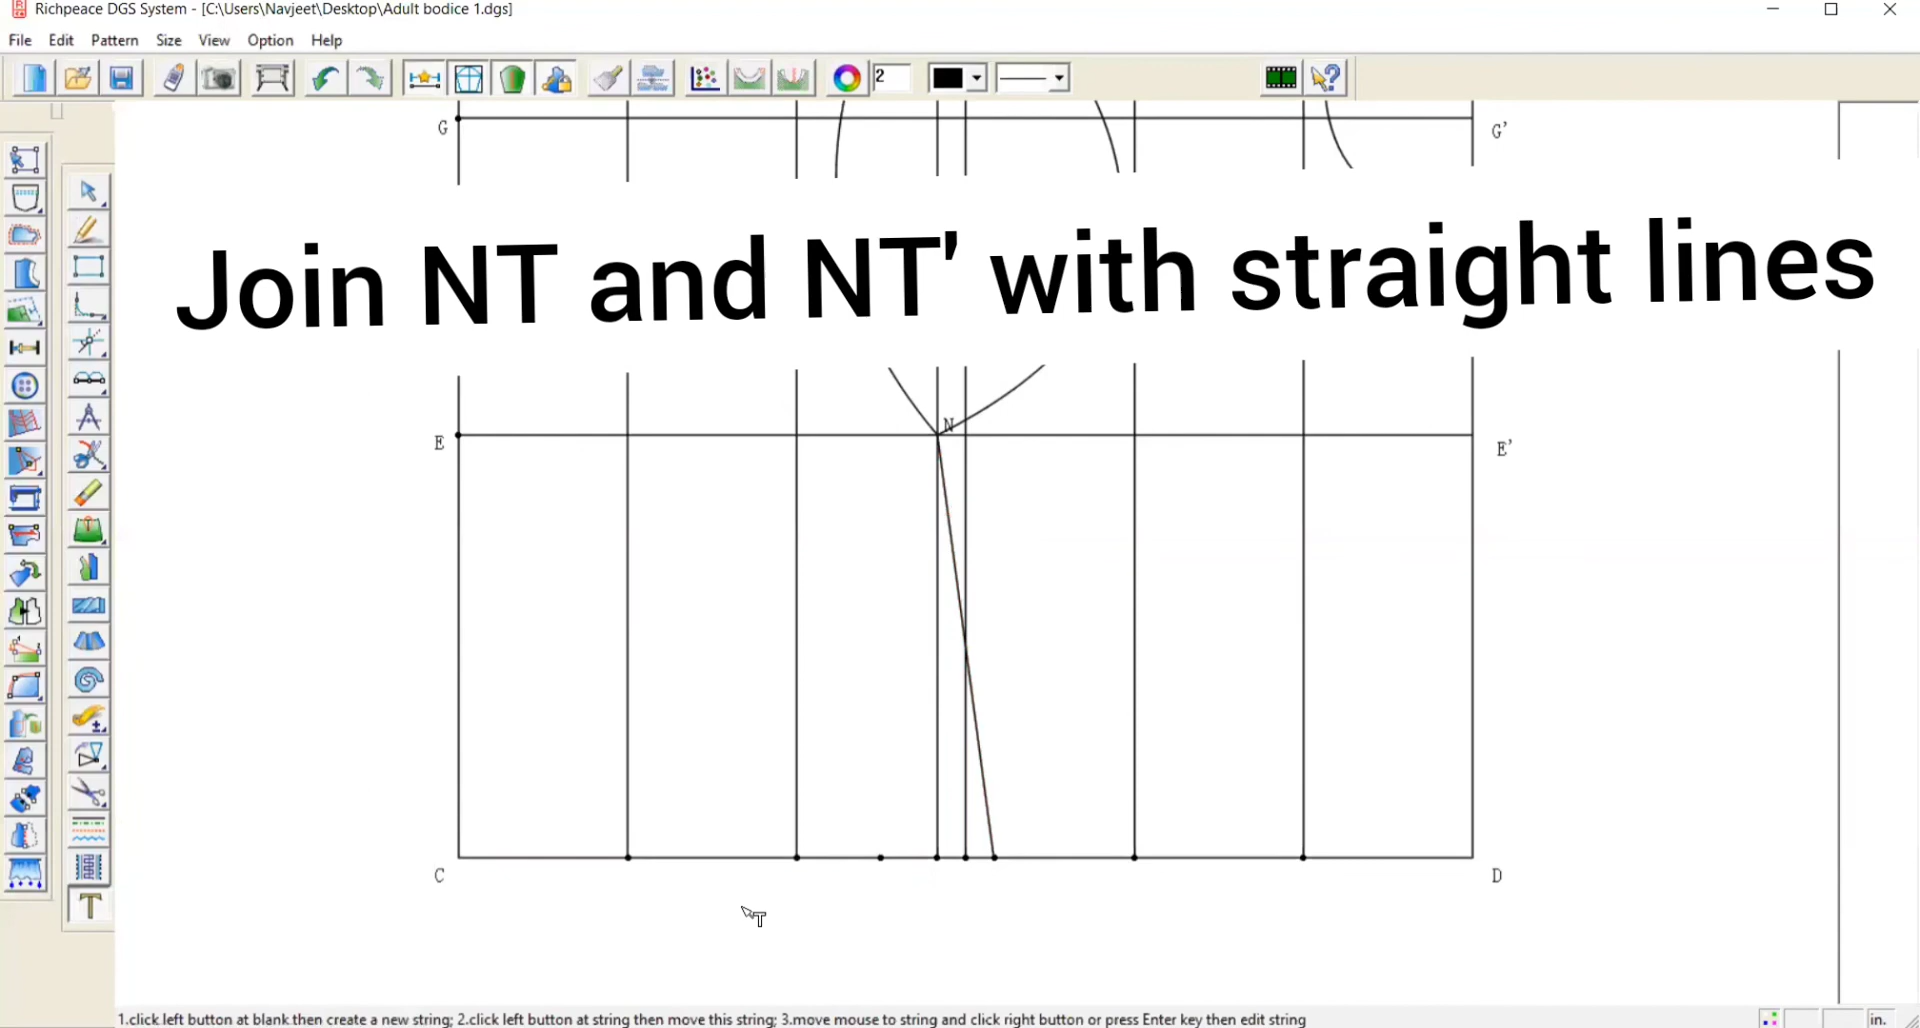 Richpeace DGS System - [C:\Users\Navjeet\Desktop\Adult bodice 1.dgs]
File Edit Pattern Size View Option Help
2
G G'
Join NT and NT' with straight lines
N
E E'
C D
T
1.click left button at blank then create a new string; 2.click left button at string then move this string; 3.move mouse to string and click right button or press Enter key then edit string in.